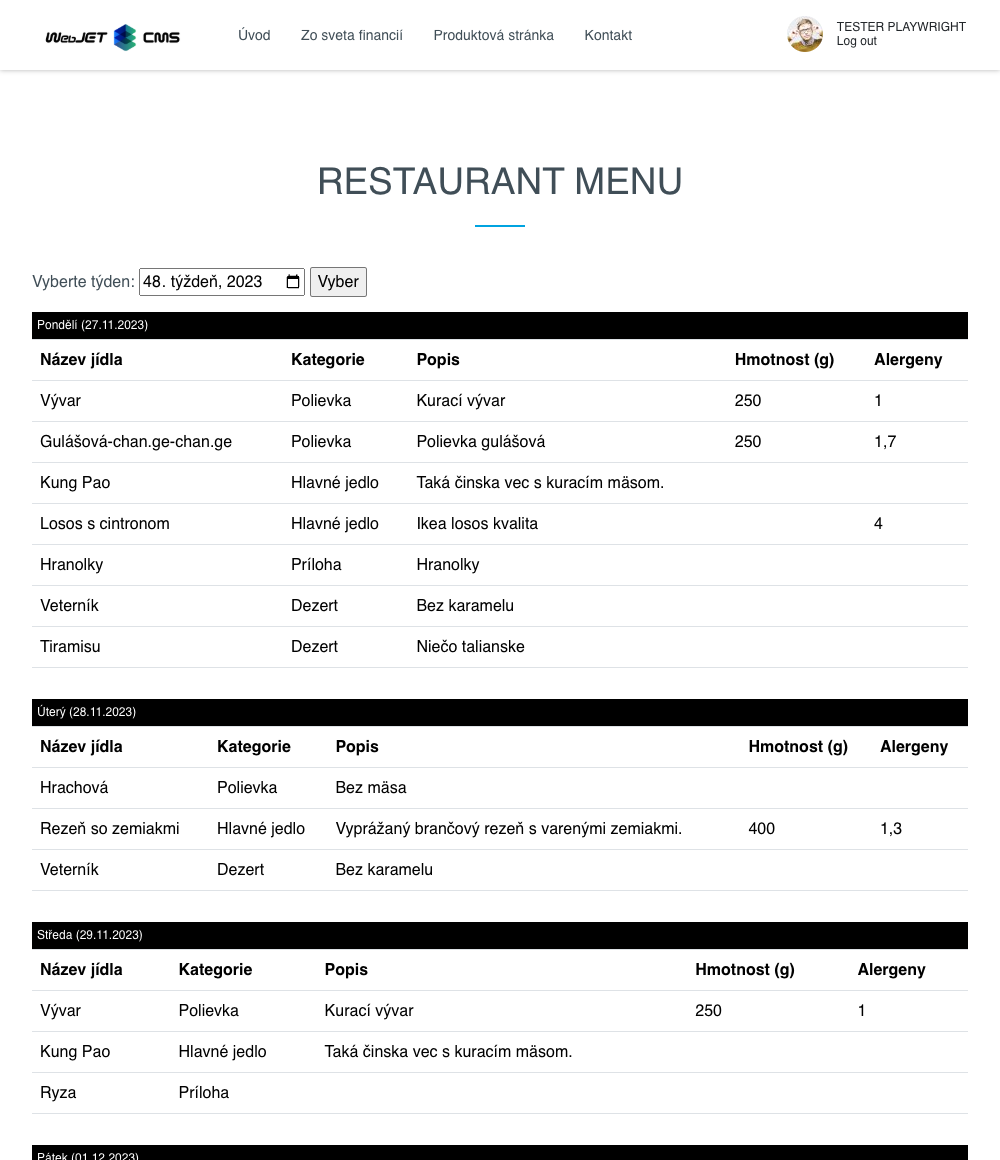 WebJET CMS
Úvod Zo sveta financií Produktová stránka Kontakt
TESTER PLAYWRIGHT
Log out
RESTAURANT MENU
Vyberte týden: 48. týždeň, 2023 Vyber
Pondělí (27.11.2023)
Název jídla Kategorie Popis Hmotnost (g) Alergeny
Vývar Polievka Kurací vývar 250 1
Gulášová-chan.ge-chan.ge Polievka Polievka gulášová 250 1,7
Kung Pao Hlavné jedlo Taká činska vec s kuracím mäsom.
Losos s cintronom Hlavné jedlo Ikea losos kvalita 4
Hranolky Príloha Hranolky
Veterník Dezert Bez karamelu
Tiramisu Dezert Niečo talianske
Úterý (28.11.2023)
Název jídla Kategorie Popis Hmotnost (g) Alergeny
Hrachová Polievka Bez mäsa
Rezeň so zemiakmi Hlavné jedlo Vyprážaný brančový rezeň s varenými zemiakmi. 400 1,3
Veterník Dezert Bez karamelu
Středa (29.11.2023)
Název jídla Kategorie Popis Hmotnost (g) Alergeny
Vývar Polievka Kurací vývar 250 1
Kung Pao Hlavné jedlo Taká činska vec s kuracím mäsom.
Ryza Príloha
Pátek (01.12.2023)